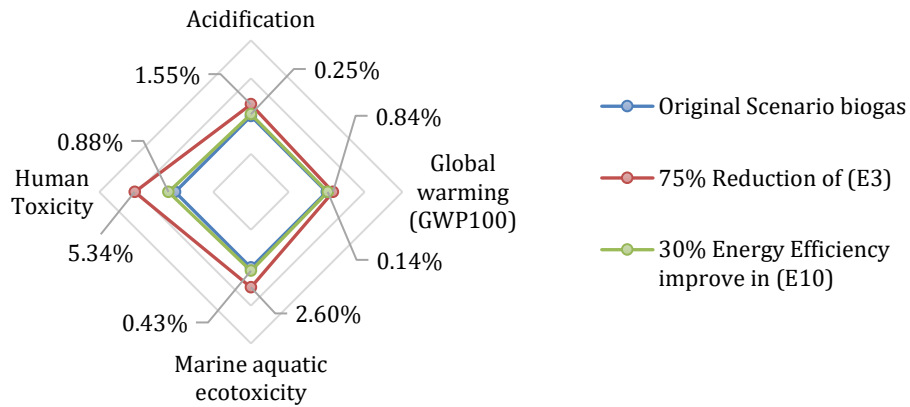 Acidification
1.55%
0.25%
0.88%
0.84%
Human
Toxicity
Global
warming
(GWP100)
5.34%
0.14%
0.43%
2.60%
Marine aquatic
ecotoxicity
Original Scenario biogas
75% Reduction of (E3)
30% Energy Efficiency
improve in (E10)